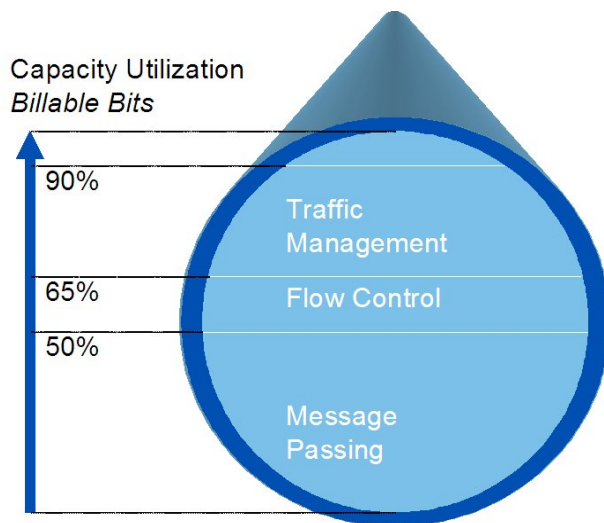 Capacity Utilization
Billable Bits
90%
Traffic
Management
65%
Flow Control
50%
Message
Passing